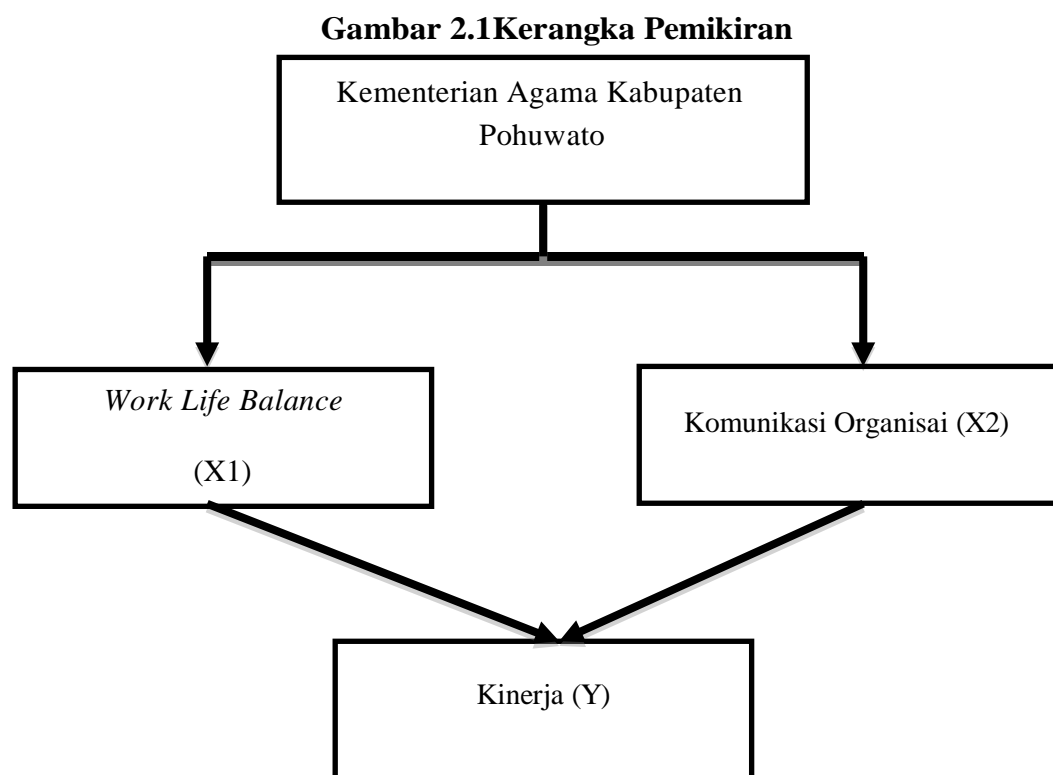 Gambar 2.1Kerangka Pemikiran
Kementerian Agama Kabupaten
Pohuwato
Work Life Balance
(X1)
Komunikasi Organisai (X2)
Kinerja (Y)